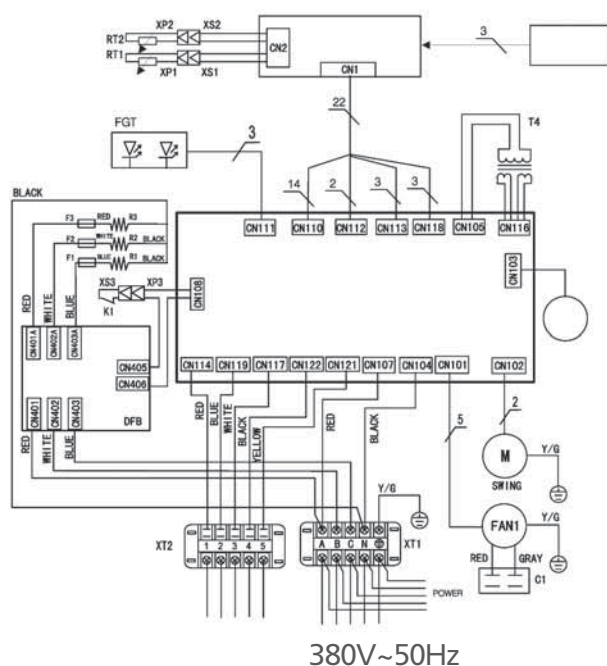 XP2 XS2
RT2
RT1
XP1 XS1
CN2
CN1
3
22
FGT
3
14 2 3 3
T4
BLACK
CN111 CN110 CN112 CN113 CN118 CN105 CN116
F3 RED R3
F2 WHITE R2 BLACK
F1 BLUE R1 BLACK
CN103
XS3 XP3
K1
CN108
RED WHITE BLUE
CN401A CN402A CN403A
CN405
CN406
CN401 CN402 CN403
DFB
CN114 CN119 CN117 CN122 CN121 CN107 CN104 CN101 CN102
RED WHITE BLUE
RED BLUE WHITE BLACK YELLOW RED BLACK
5
2
M
SWING
Y/G
Y/G
FAN1
Y/G
RED GRAY
C1
XT2
1 2 3 4 5
A B C N
XT1
POWER
380V~50Hz